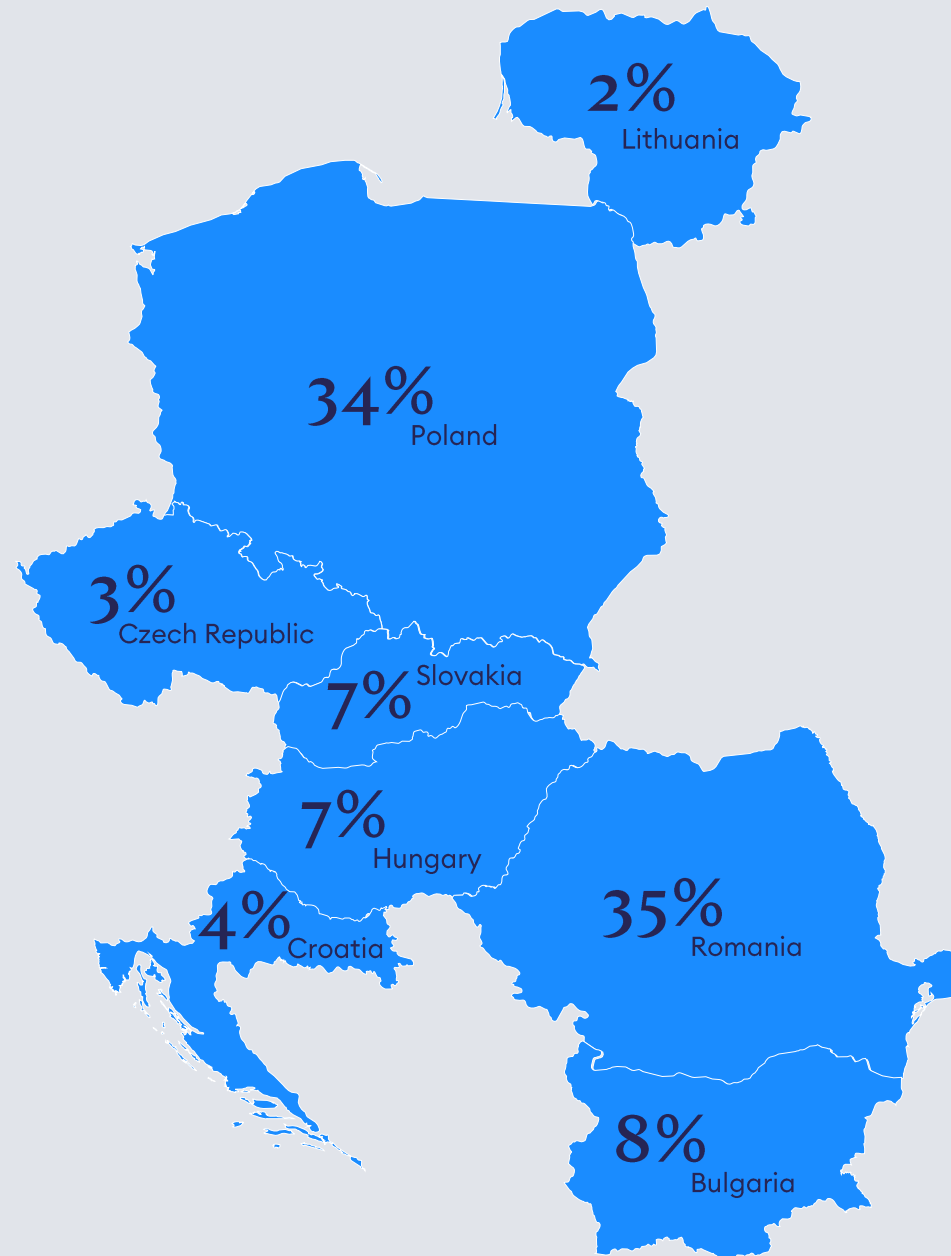 2%
Lithuania
34%
Poland
3%
Czech Republic
7%
Slovakia
7%
Hungary
4%
Croatia
35%
Romania
8%
Bulgaria